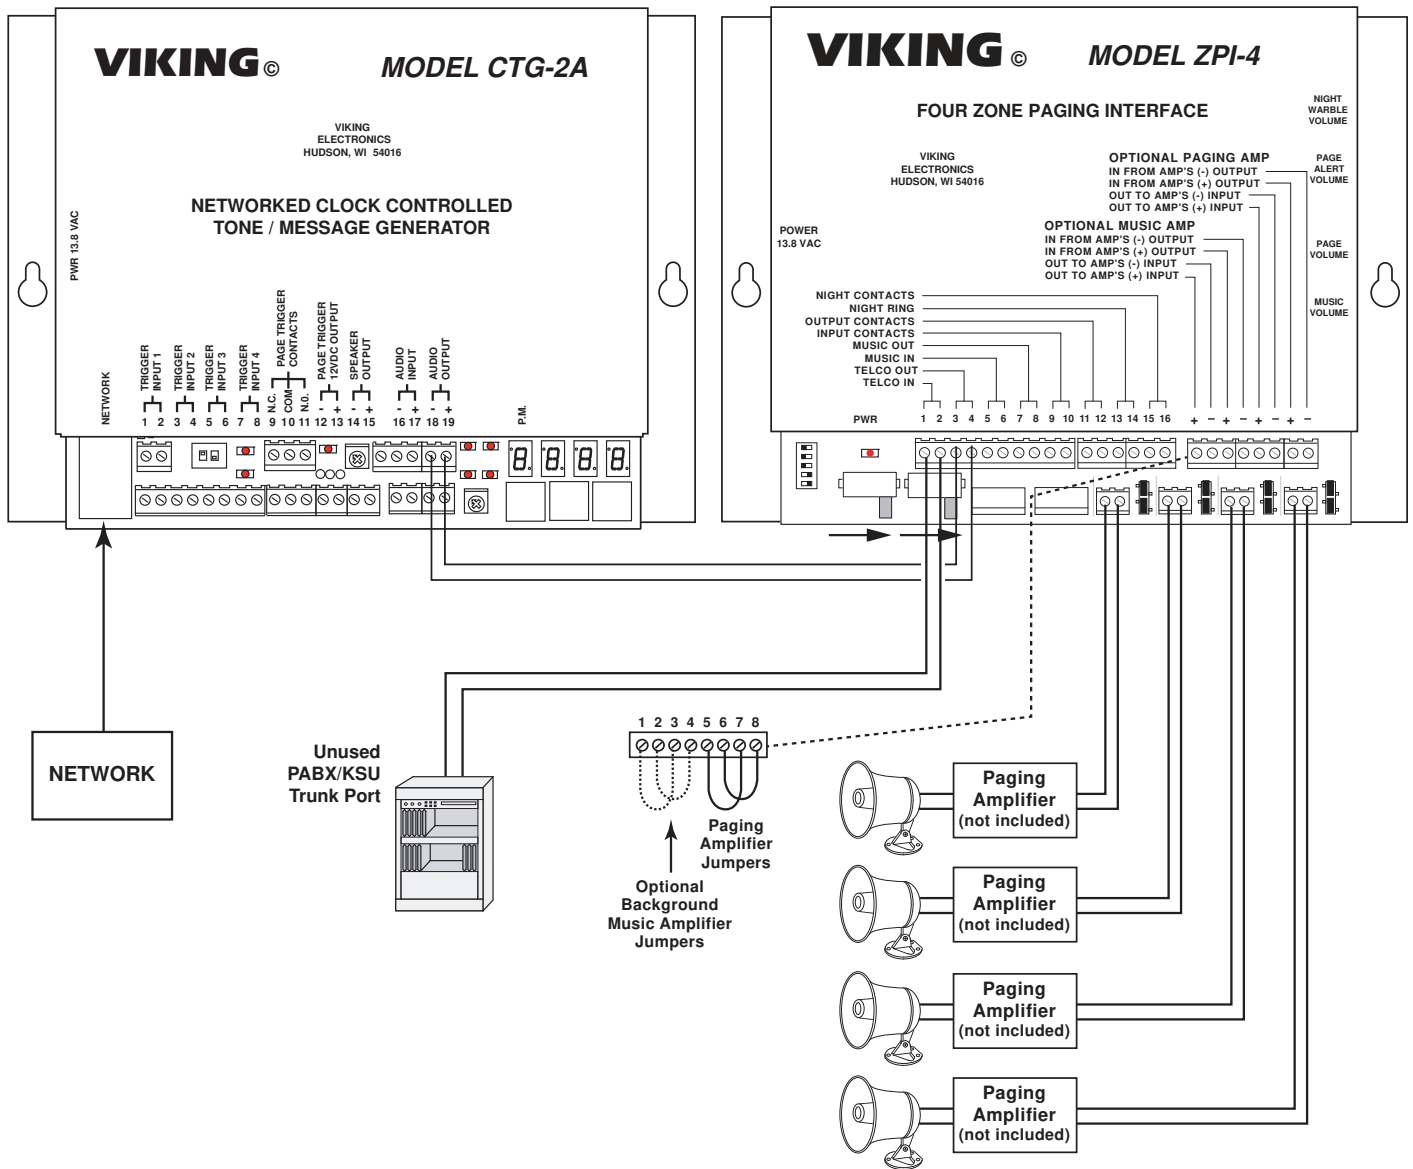 VIKING ©
MODEL CTG-2A
VIKING
ELECTRONICS
HUDSON, WI 54016
NETWORKED CLOCK CONTROLLED
TONE / MESSAGE GENERATOR
PWR 13.8 VAC
NETWORK
TRIGGER
INPUT 1
TRIGGER
INPUT 2
TRIGGER
INPUT 3
TRIGGER
INPUT 4
PAGE TRIGGER
CONTACTS
N.C.
COM
N.O.
PAGE TRIGGER
12VDC OUTPUT
- +
SPEAKER
OUTPUT
- +
AUDIO
INPUT
- +
AUDIO
OUTPUT
- +
P.M.
1 2 3 4 5 6 7 8 9 10 11 12 13 14 15 16 17 18 19
8. 8. 8. 8.
VIKING ©
MODEL ZPI-4
FOUR ZONE PAGING INTERFACE
VIKING
ELECTRONICS
HUDSON, WI 54016
POWER
13.8 VAC
NIGHT
WARBLE
VOLUME
PAGE
ALERT
VOLUME
PAGE
VOLUME
MUSIC
VOLUME
OPTIONAL PAGING AMP
IN FROM AMP'S (-) OUTPUT
IN FROM AMP'S (+) OUTPUT
OUT TO AMP'S (-) INPUT
OUT TO AMP'S (+) INPUT
OPTIONAL MUSIC AMP
IN FROM AMP'S (-) OUTPUT
IN FROM AMP'S (+) OUTPUT
OUT TO AMP'S (-) INPUT
OUT TO AMP'S (+) INPUT
NIGHT CONTACTS
NIGHT RING
OUTPUT CONTACTS
INPUT CONTACTS
MUSIC OUT
MUSIC IN
TELCO OUT
TELCO IN
PWR
1 2 3 4 5 6 7 8 9 10 11 12 13 14 15 16
+ − + − + − + −
NETWORK
Unused
PABX/KSU
Trunk Port
1 2 3 4 5 6 7 8
Paging
Amplifier
Jumpers
Optional
Background
Music Amplifier
Jumpers
Paging
Amplifier
(not included)
Paging
Amplifier
(not included)
Paging
Amplifier
(not included)
Paging
Amplifier
(not included)